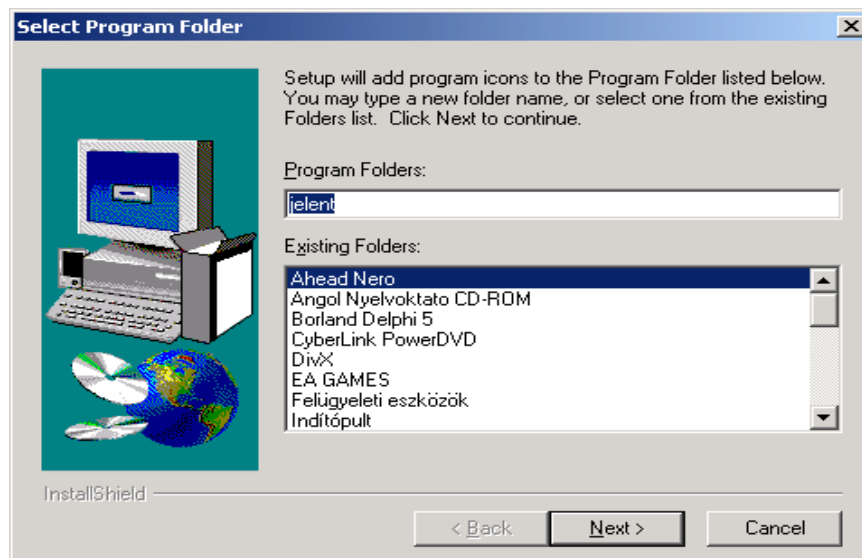 Select Program Folder
Setup will add program icons to the Program Folder listed below.
You may type a new folder name, or select one from the existing
Folders list. Click Next to continue.
Program Folders:
jelent
Existing Folders:
Ahead Nero
Angol Nyelvoktato CD-ROM
Borland Delphi 5
CyberLink PowerDVD
DivX
EA GAMES
Felügyeleti eszközök
Indítópult
InstallShield
< Back
Next >
Cancel